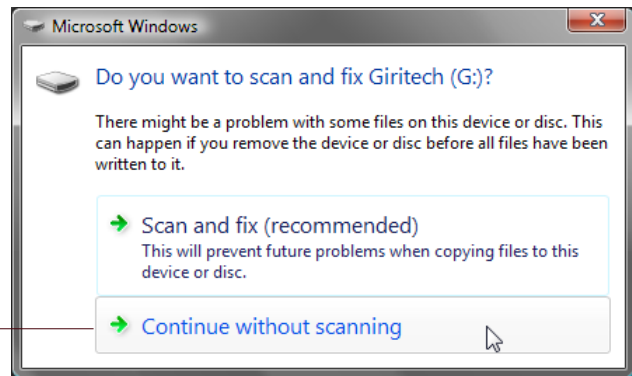 Microsoft Windows
Do you want to scan and fix Giritech (G:)?
There might be a problem with some files on this device or disc. This
can happen if you remove the device or disc before all files have been
written to it.
Scan and fix (recommended)
This will prevent future problems when copying files to this
device or disc.
Continue without scanning